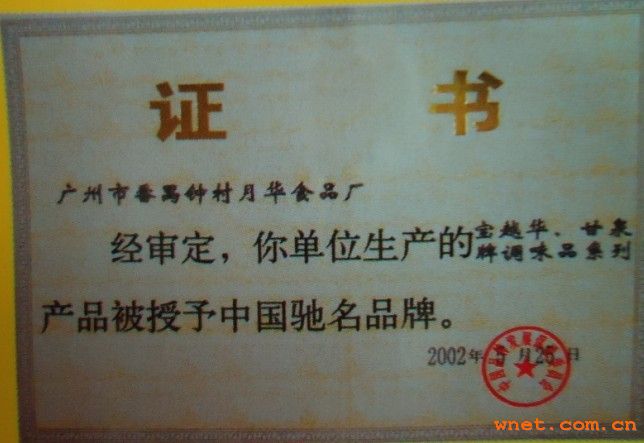 证 书
广州市番禺钟村月华食品厂
经审定，你单位生产的宝越华、甘泉
牌调味品系列
产品被授予中国驰名品牌。
2002年5月25日
wnet.com.cn